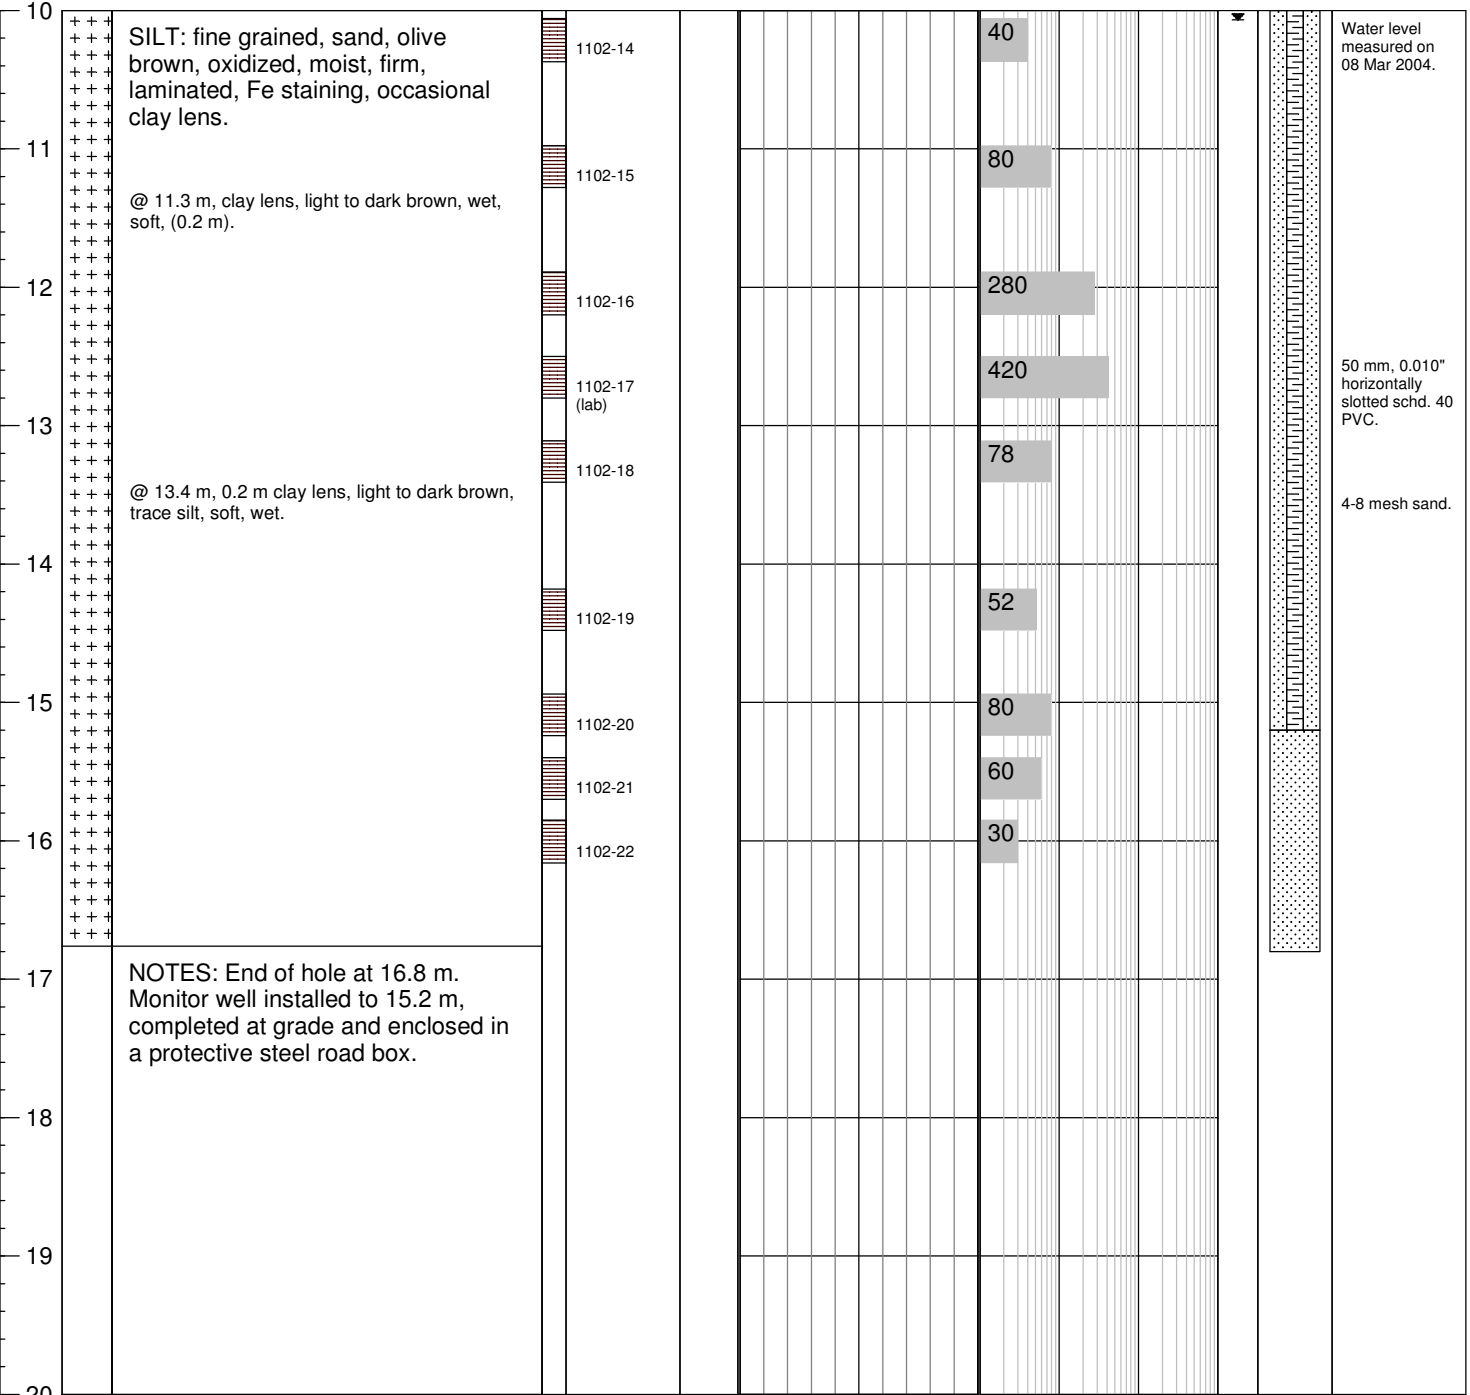 10
SILT: fine grained, sand, olive
brown, oxidized, moist, firm,
laminated, Fe staining, occasional
clay lens.
1102-14
40
Water level
measured on
08 Mar 2004.
11
1102-15
80
@ 11.3 m, clay lens, light to dark brown, wet,
soft, (0.2 m).
12
1102-16
280
1102-17
(lab)
420
50 mm, 0.010"
horizontally
slotted schd. 40
PVC.
13
1102-18
78
@ 13.4 m, 0.2 m clay lens, light to dark brown,
trace silt, soft, wet.
4-8 mesh sand.
14
1102-19
52
15
1102-20
80
1102-21
60
16
1102-22
30
NOTES: End of hole at 16.8 m.
Monitor well installed to 15.2 m,
completed at grade and enclosed in
a protective steel road box.
17
18
19
20